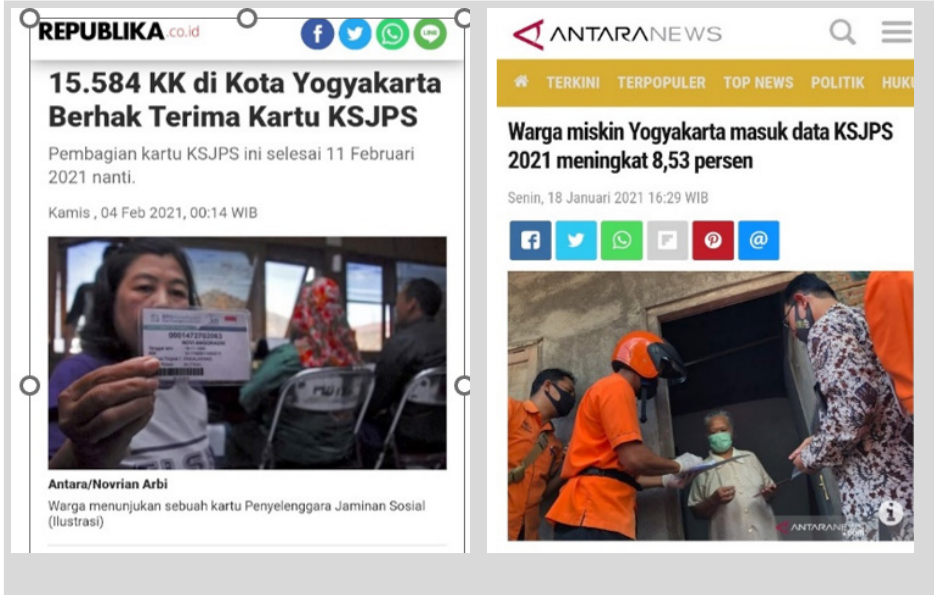 REPUBLIKA.co.id
15.584 KK di Kota Yogyakarta
Berhak Terima Kartu KSJPS
Pembagian kartu KSJPS ini selesai 11 Februari
2021 nanti.
Kamis , 04 Feb 2021, 00:14 WIB
Antara/Novrian Arbi
Warga menunjukan sebuah kartu Penyelenggara Jaminan Sosial
(Ilustrasi)
ANTARANEWS
TERKINI TERPOPULER TOP NEWS POLITIK
Warga miskin Yogyakarta masuk data KSJPS
2021 meningkat 8,53 persen
Senin, 18 Januari 2021 16:29 WIB